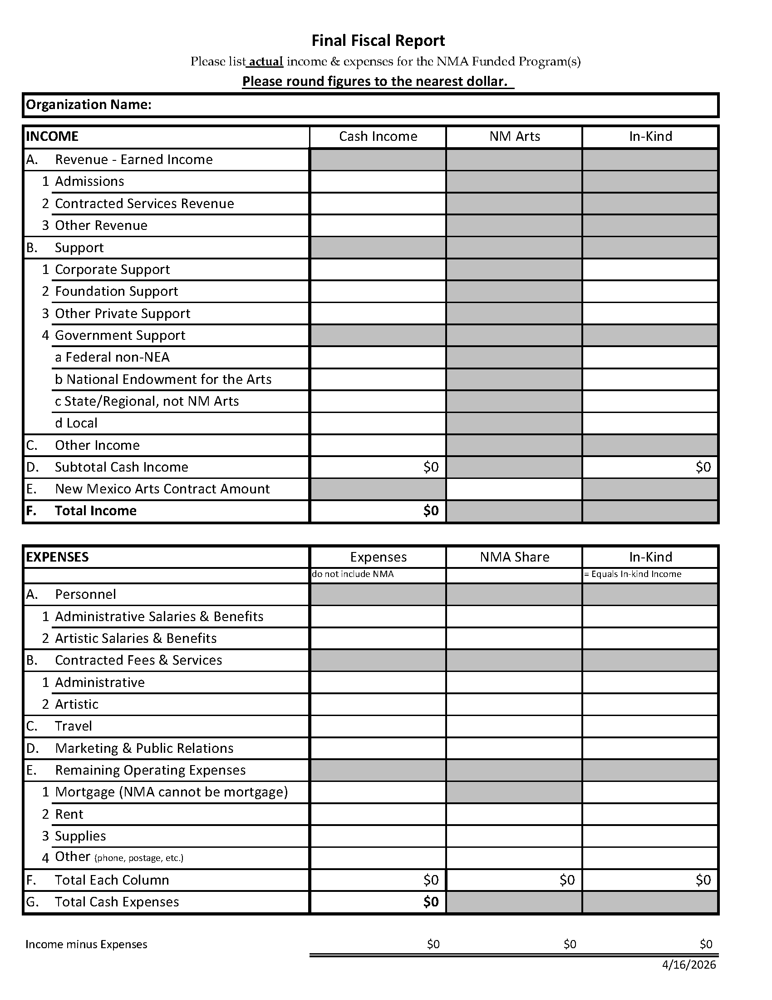 Final Fiscal Report
Please list actual income & expenses for the NMA Funded Program(s)
Please round figures to the nearest dollar.
Organization Name:
INCOME Cash Income NM Arts In-Kind
A. Revenue - Earned Income
1 Admissions
2 Contracted Services Revenue
3 Other Revenue
B. Support
1 Corporate Support
2 Foundation Support
3 Other Private Support
4 Government Support
a Federal non-NEA
b National Endowment for the Arts
c State/Regional, not NM Arts
d Local
C. Other Income
D. Subtotal Cash Income $0 $0
E. New Mexico Arts Contract Amount
F. Total Income $0
EXPENSES Expenses NMA Share In-Kind
do not include NMA = Equals In-kind Income
A. Personnel
1 Administrative Salaries & Benefits
2 Artistic Salaries & Benefits
B. Contracted Fees & Services
1 Administrative
2 Artistic
C. Travel
D. Marketing & Public Relations
E. Remaining Operating Expenses
1 Mortgage (NMA cannot be mortgage)
2 Rent
3 Supplies
4 Other (phone, postage, etc.)
F. Total Each Column $0 $0 $0
G. Total Cash Expenses $0
Income minus Expenses $0 $0 $0
4/16/2026